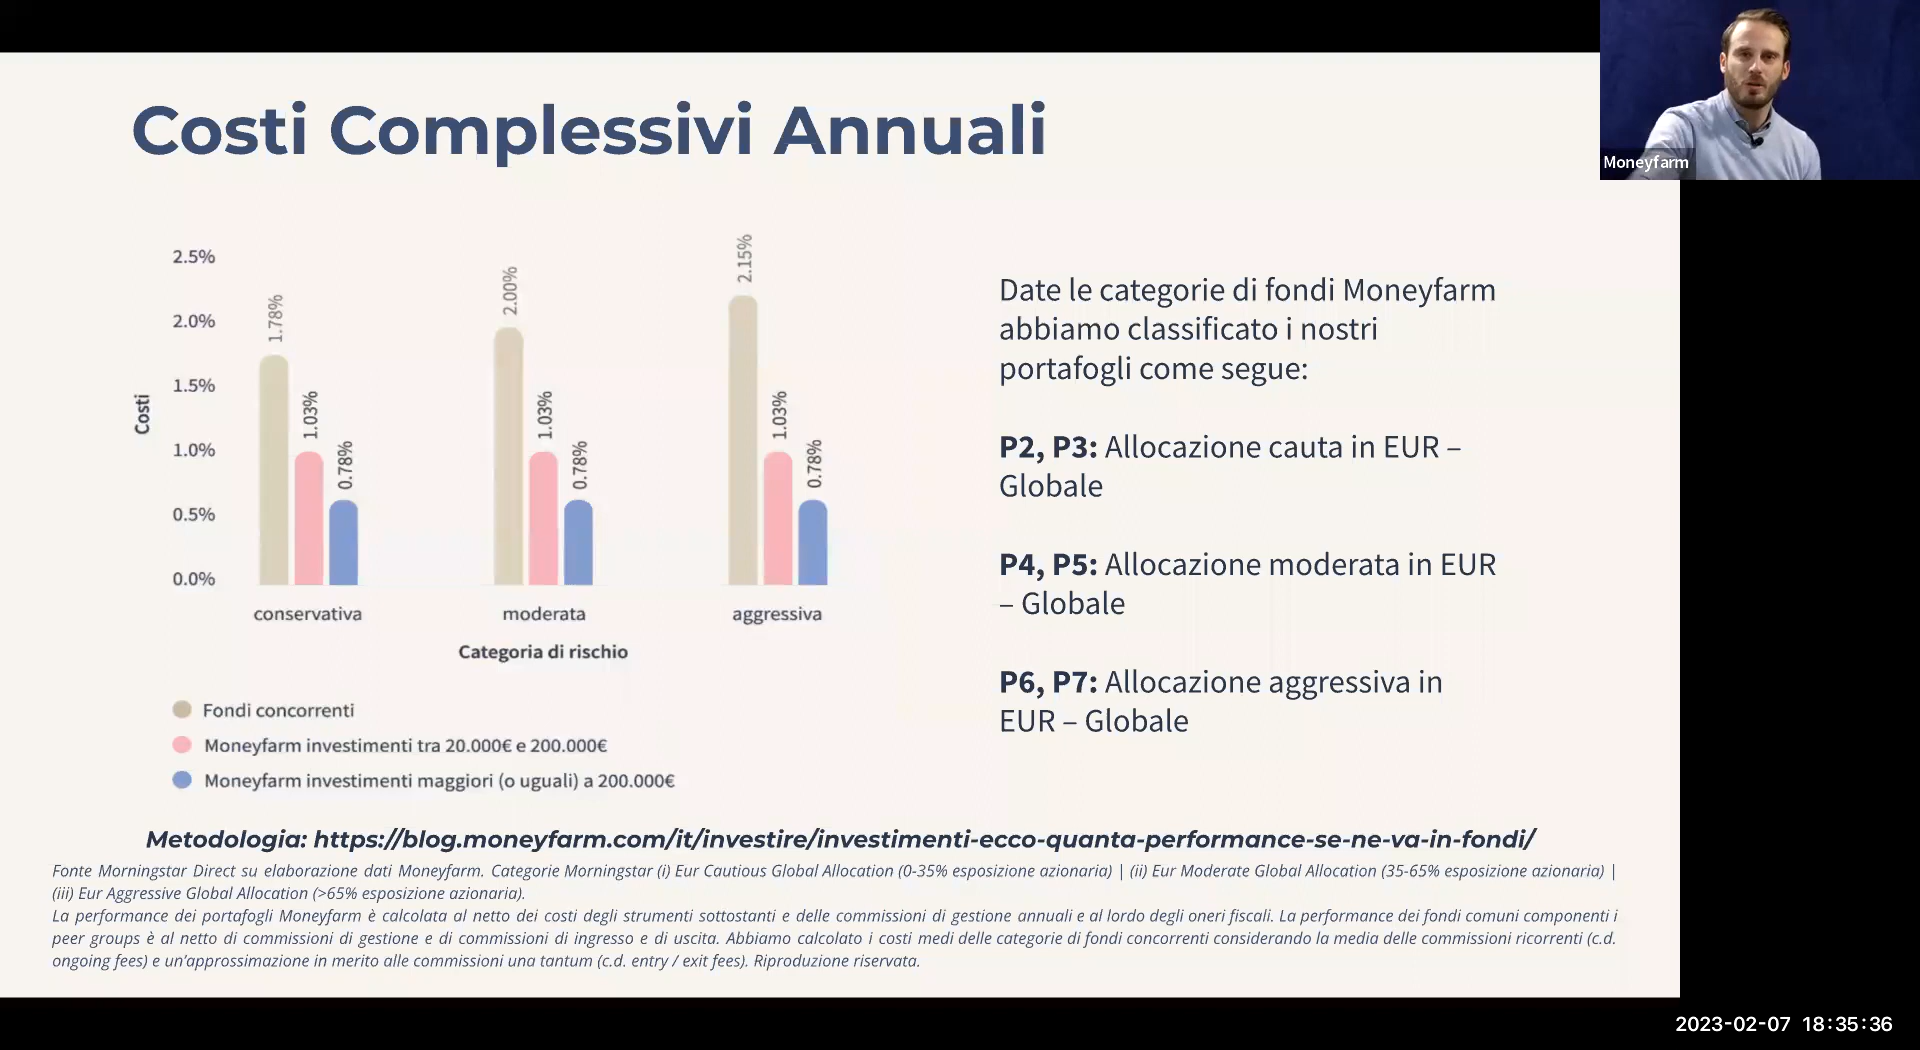 Costi Complessivi Annuali
Moneyfarm
2.5%
2.0%
1.5%
1.0%
0.5%
0.0%
Costi
1.78%
1.03%
0.78%
2.00%
1.03%
0.78%
2.15%
1.03%
0.78%
conservativa
moderata
aggressiva
Categoria di rischio
Fondi concorrenti
Moneyfarm investimenti tra 20.000€ e 200.000€
Moneyfarm investimenti maggiori (o uguali) a 200.000€
Date le categorie di fondi Moneyfarm
abbiamo classificato i nostri
portafogli come segue:
P2, P3: Allocazione cauta in EUR –
Globale
P4, P5: Allocazione moderata in EUR
– Globale
P6, P7: Allocazione aggressiva in
EUR – Globale
Metodologia: https://blog.moneyfarm.com/it/investire/investimenti-ecco-quanta-performance-se-ne-va-in-fondi/
Fonte Morningstar Direct su elaborazione dati Moneyfarm. Categorie Morningstar (i) Eur Cautious Global Allocation (0-35% esposizione azionaria) | (ii) Eur Moderate Global Allocation (35-65% esposizione azionaria) |
(iii) Eur Aggressive Global Allocation (>65% esposizione azionaria).
La performance dei portafogli Moneyfarm è calcolata al netto dei costi degli strumenti sottostanti e delle commissioni di gestione annuali e al lordo degli oneri fiscali. La performance dei fondi comuni componenti i
peer groups è al netto di commissioni di gestione e di commissioni di ingresso e di uscita. Abbiamo calcolato i costi medi delle categorie di fondi concorrenti considerando la media delle commissioni ricorrenti (c.d.
ongoing fees) e un'approssimazione in merito alle commissioni una tantum (c.d. entry / exit fees). Riproduzione riservata.
2023-02-07 18:35:36